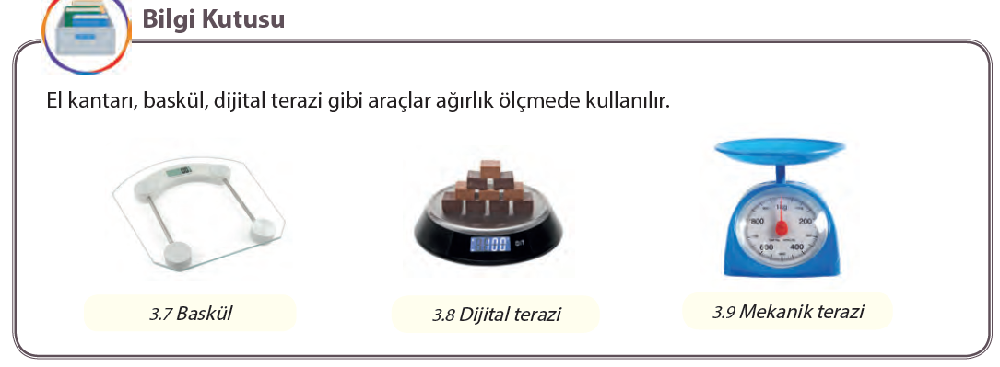 Bilgi Kutusu
El kantarı, baskül, dijital terazi gibi araçlar ağırlık ölçmede kullanılır.
100
1kg
800
200
600
400
3.7 Baskül
3.8 Dijital terazi
3.9 Mekanik terazi